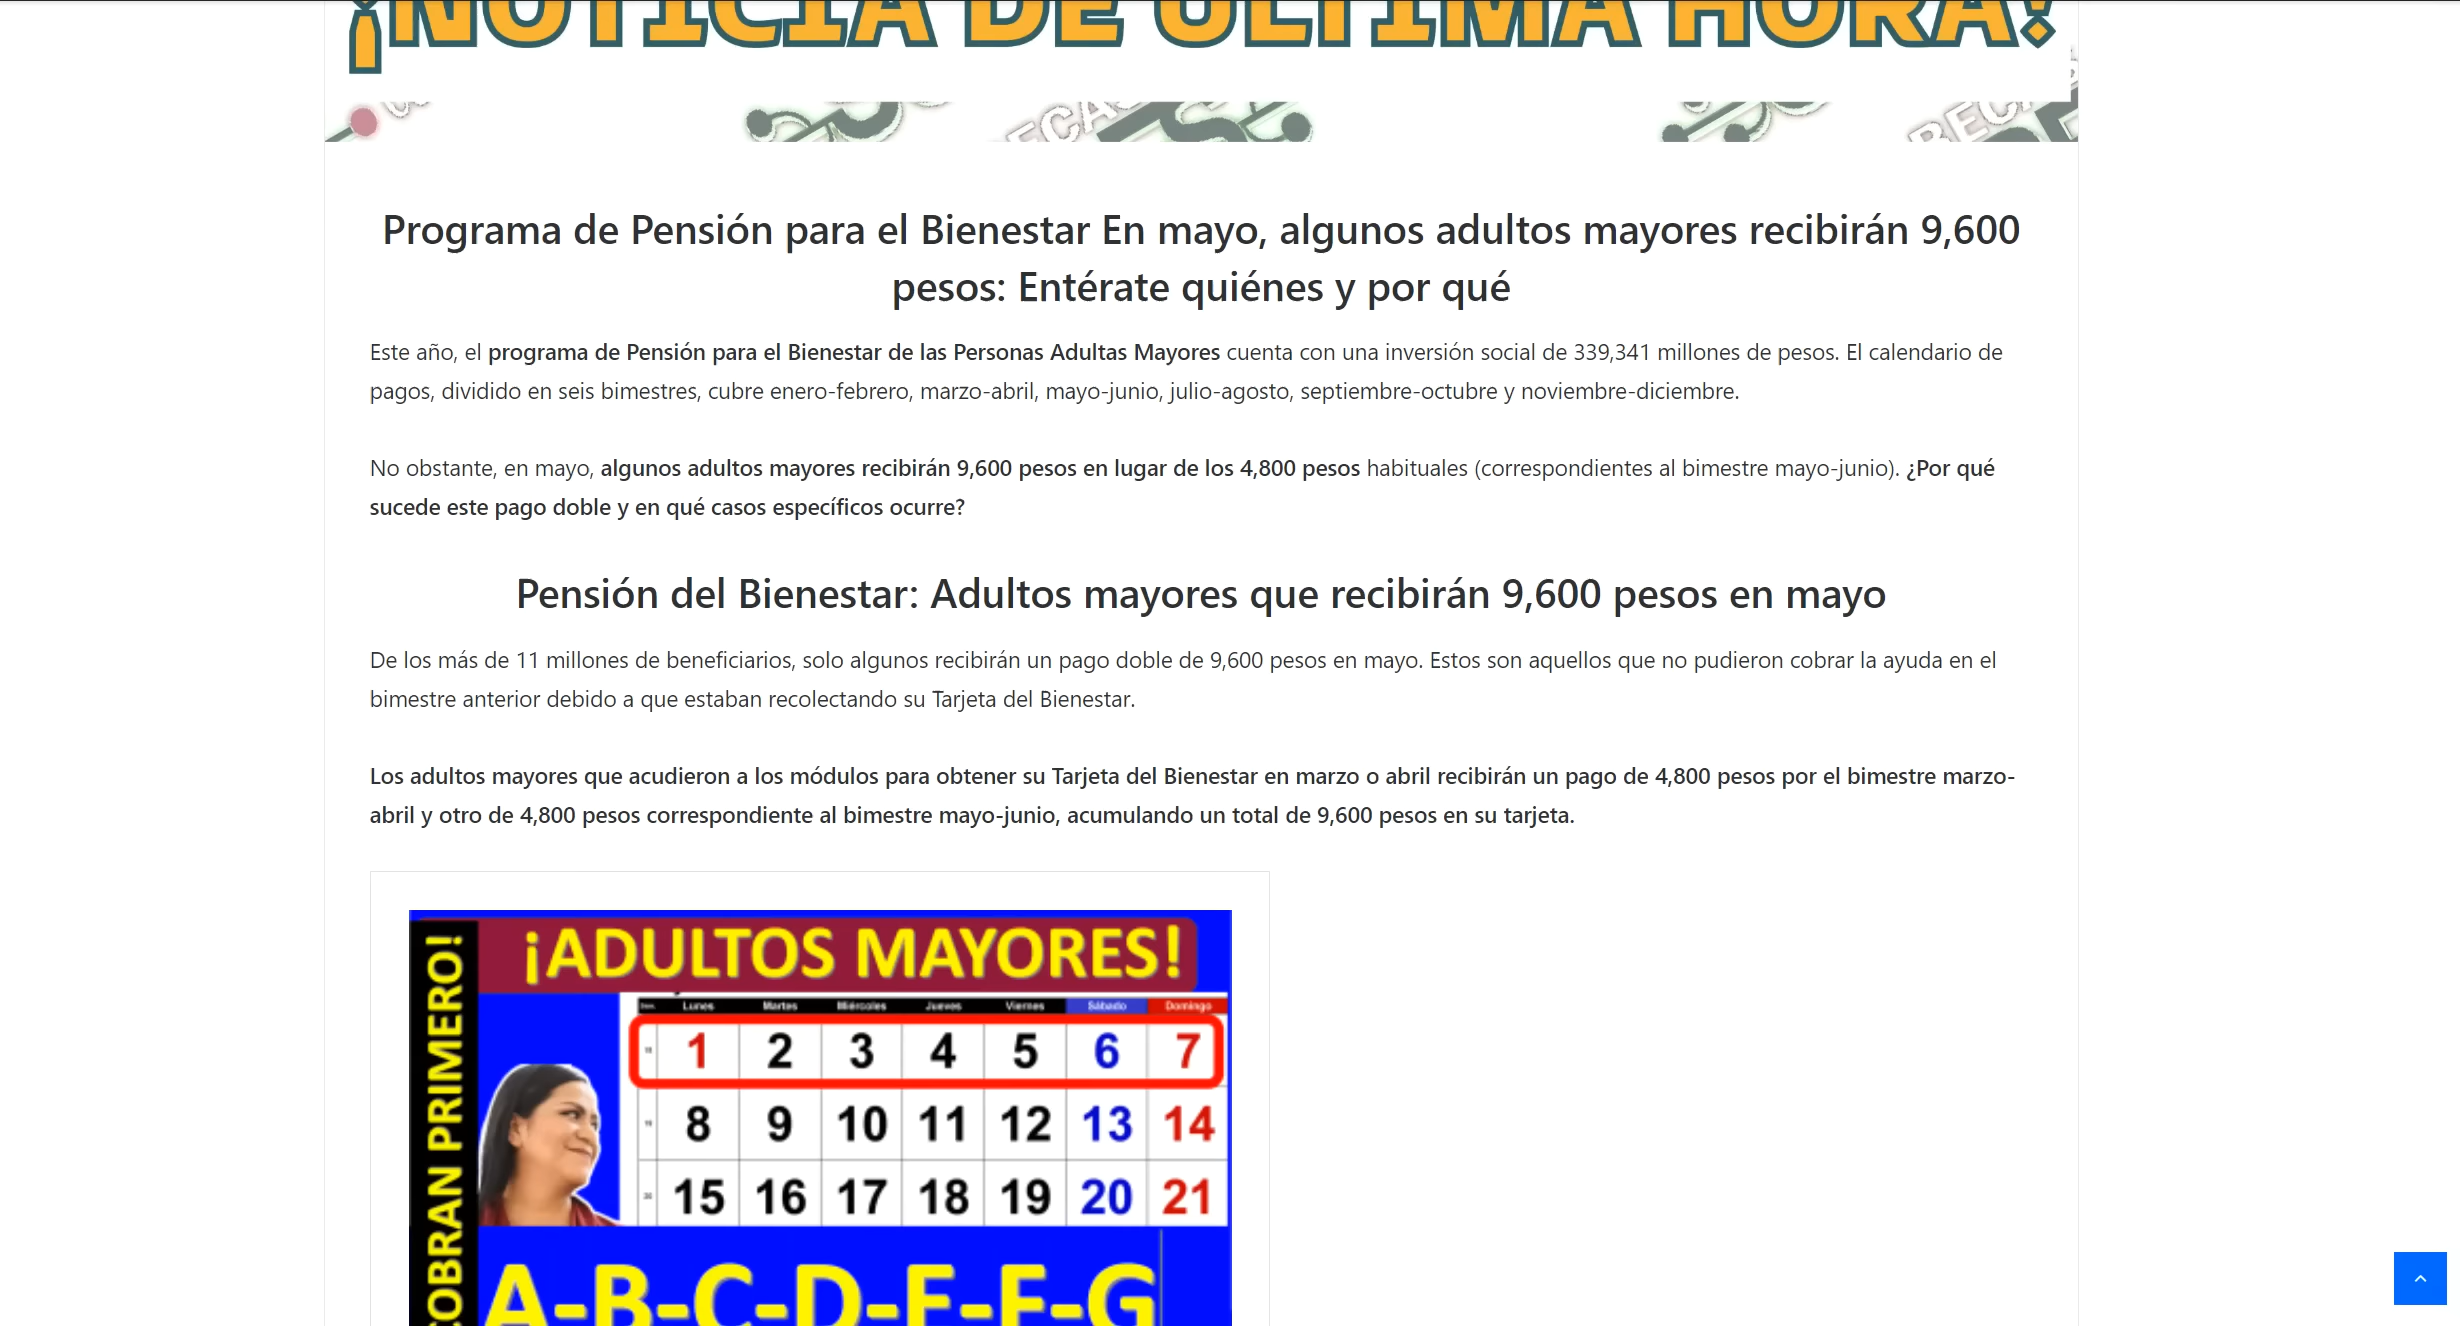 ¡NOTICIA DE ÚLTIMA HORA!
Programa de Pensión para el Bienestar En mayo, algunos adultos mayores recibirán 9,600
pesos: Entérate quiénes y por qué
Este año, el programa de Pensión para el Bienestar de las Personas Adultas Mayores cuenta con una inversión social de 339,341 millones de pesos. El calendario de
pagos, dividido en seis bimestres, cubre enero-febrero, marzo-abril, mayo-junio, julio-agosto, septiembre-octubre y noviembre-diciembre.
No obstante, en mayo, algunos adultos mayores recibirán 9,600 pesos en lugar de los 4,800 pesos habituales (correspondientes al bimestre mayo-junio). ¿Por qué
sucede este pago doble y en qué casos específicos ocurre?
Pensión del Bienestar: Adultos mayores que recibirán 9,600 pesos en mayo
De los más de 11 millones de beneficiarios, solo algunos recibirán un pago doble de 9,600 pesos en mayo. Estos son aquellos que no pudieron cobrar la ayuda en el
bimestre anterior debido a que estaban recolectando su Tarjeta del Bienestar.
Los adultos mayores que acudieron a los módulos para obtener su Tarjeta del Bienestar en marzo o abril recibirán un pago de 4,800 pesos por el bimestre marzo-
abril y otro de 4,800 pesos correspondiente al bimestre mayo-junio, acumulando un total de 9,600 pesos en su tarjeta.
COBRAN PRIMERO!
¡ADULTOS MAYORES!
Lunes Martes Miércoles Jueves Viernes Sábado Domingo
1 2 3 4 5 6 7
8 9 10 11 12 13 14
15 16 17 18 19 20 21
A-B-C-D-E-F-G